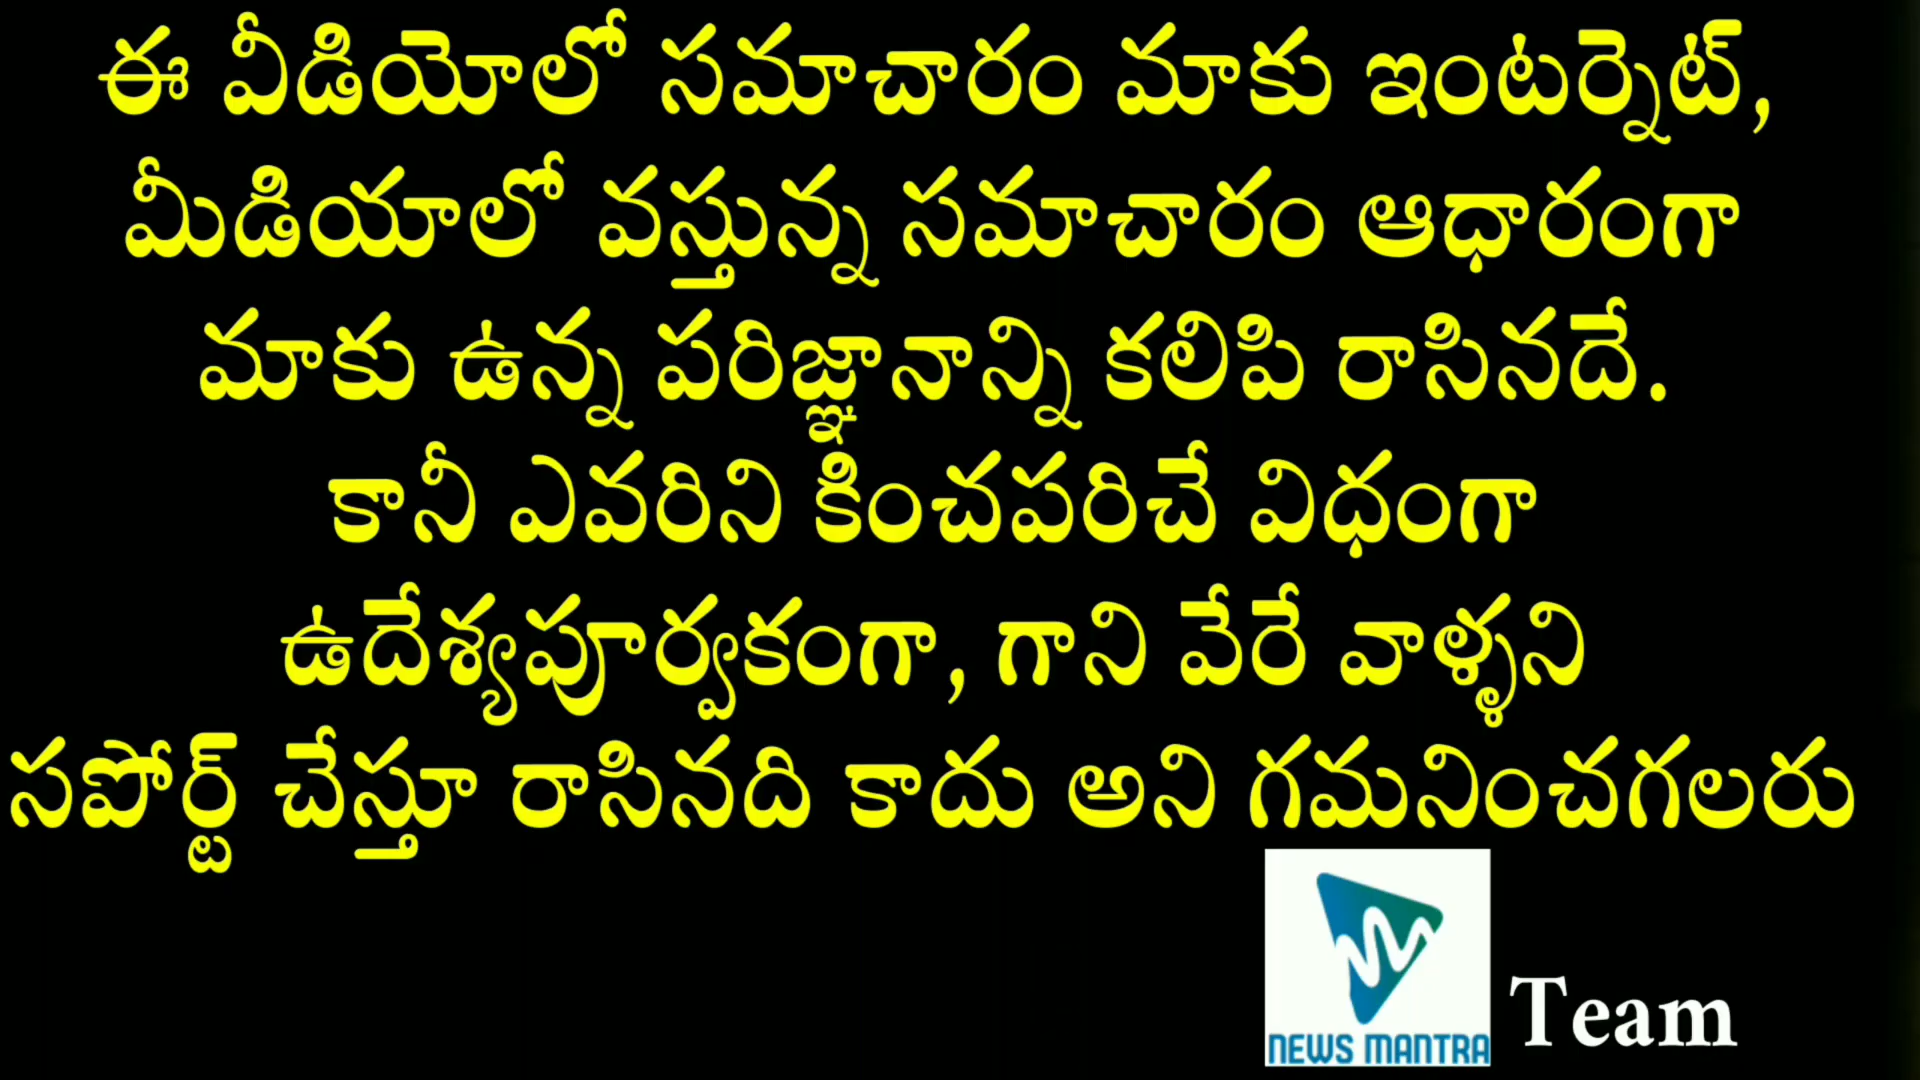 ఈ వీడియోలో సమాచారం మాకు ఇంటర్నెట్,
మీడియాలో వస్తున్న సమాచారం ఆధారంగా
మాకు ఉన్న పరిజ్ఞానాన్ని కలిపి రాసినదే.
కానీ ఎవరిని కించపరిచే విధంగా
ఉదేశ్యపూర్వకంగా, గాని వేరే వాళ్ళని
సపోర్ట్ చేస్తూ రాసినది కాదు అని గమనించగలరు
NEWS MANTRA Team